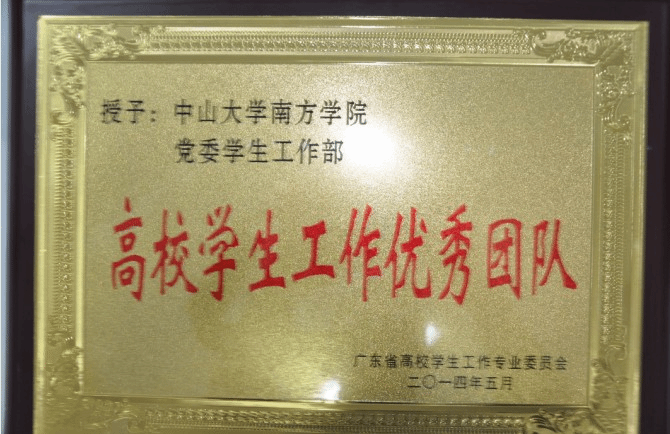 授予：中山大学南方学院
党委学生工作部
高校学生工作优秀团队
广东省高校学生工作专业委员会
二〇一四年五月